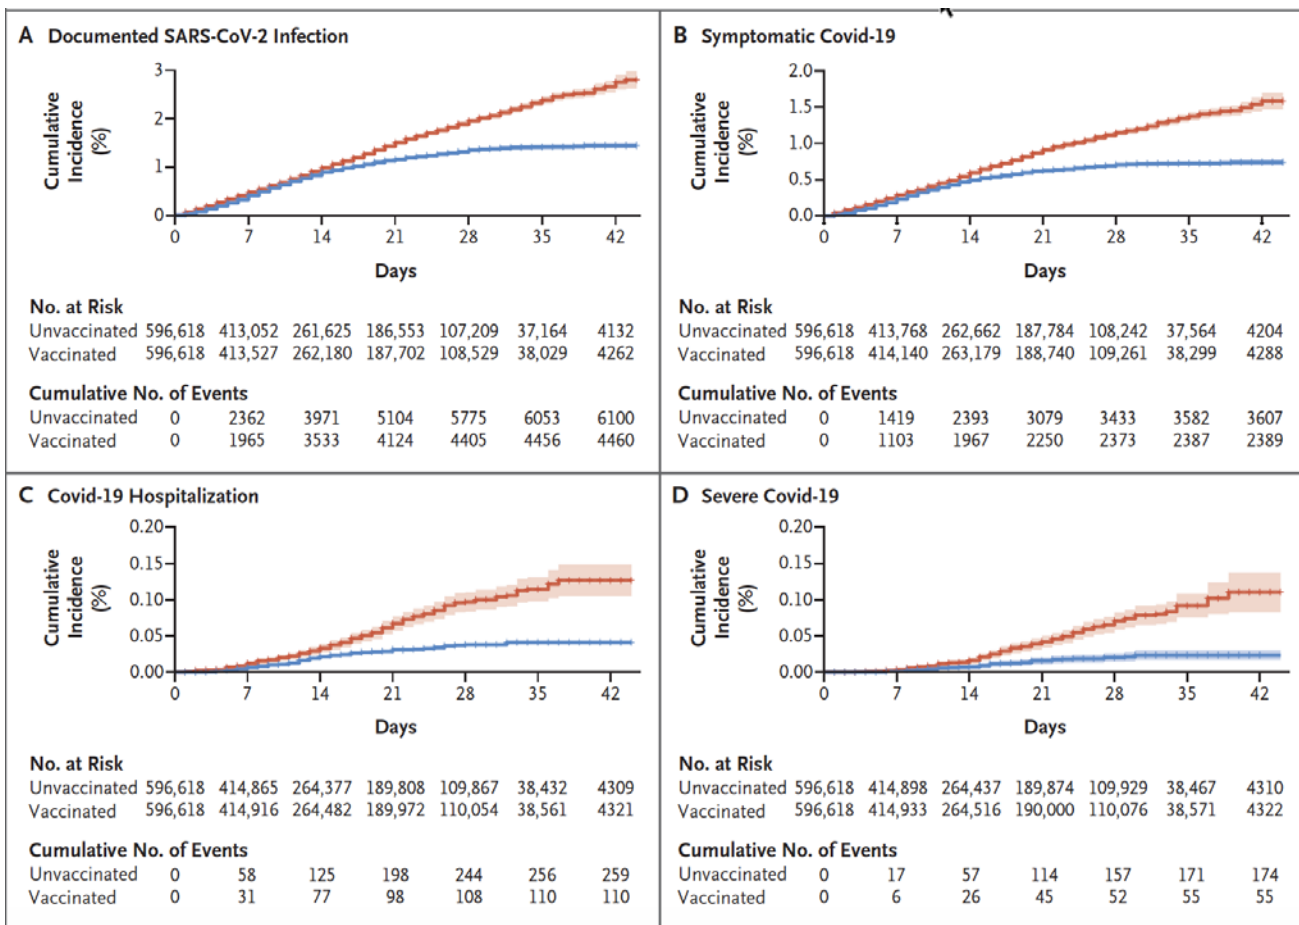 A Documented SARS-CoV-2 Infection
Cumulative
Incidence
(%)
3
2
1
0
0 7 14 21 28 35 42
Days
No. at Risk
Unvaccinated 596,618 413,052 261,625 186,553 107,209 37,164 4132
Vaccinated 596,618 413,527 262,180 187,702 108,529 38,029 4262
Cumulative No. of Events
Unvaccinated 0 2362 3971 5104 5775 6053 6100
Vaccinated 0 1965 3533 4124 4405 4456 4460
B Symptomatic Covid-19
Cumulative
Incidence
(%)
2.0
1.5
1.0
0.5
0.0
0 7 14 21 28 35 42
Days
No. at Risk
Unvaccinated 596,618 413,768 262,662 187,784 108,242 37,564 4204
Vaccinated 596,618 414,140 263,179 188,740 109,261 38,299 4288
Cumulative No. of Events
Unvaccinated 0 1419 2393 3079 3433 3582 3607
Vaccinated 0 1103 1967 2250 2373 2387 2389
C Covid-19 Hospitalization
Cumulative
Incidence
(%)
0.20
0.15
0.10
0.05
0.00
0 7 14 21 28 35 42
Days
No. at Risk
Unvaccinated 596,618 414,865 264,377 189,808 109,867 38,432 4309
Vaccinated 596,618 414,916 264,482 189,972 110,054 38,561 4321
Cumulative No. of Events
Unvaccinated 0 58 125 198 244 256 259
Vaccinated 0 31 77 98 108 110 110
D Severe Covid-19
Cumulative
Incidence
(%)
0.20
0.15
0.10
0.05
0.00
0 7 14 21 28 35 42
Days
No. at Risk
Unvaccinated 596,618 414,898 264,437 189,874 109,929 38,467 4310
Vaccinated 596,618 414,933 264,516 190,000 110,076 38,571 4322
Cumulative No. of Events
Unvaccinated 0 17 57 114 157 171 174
Vaccinated 0 6 26 45 52 55 55